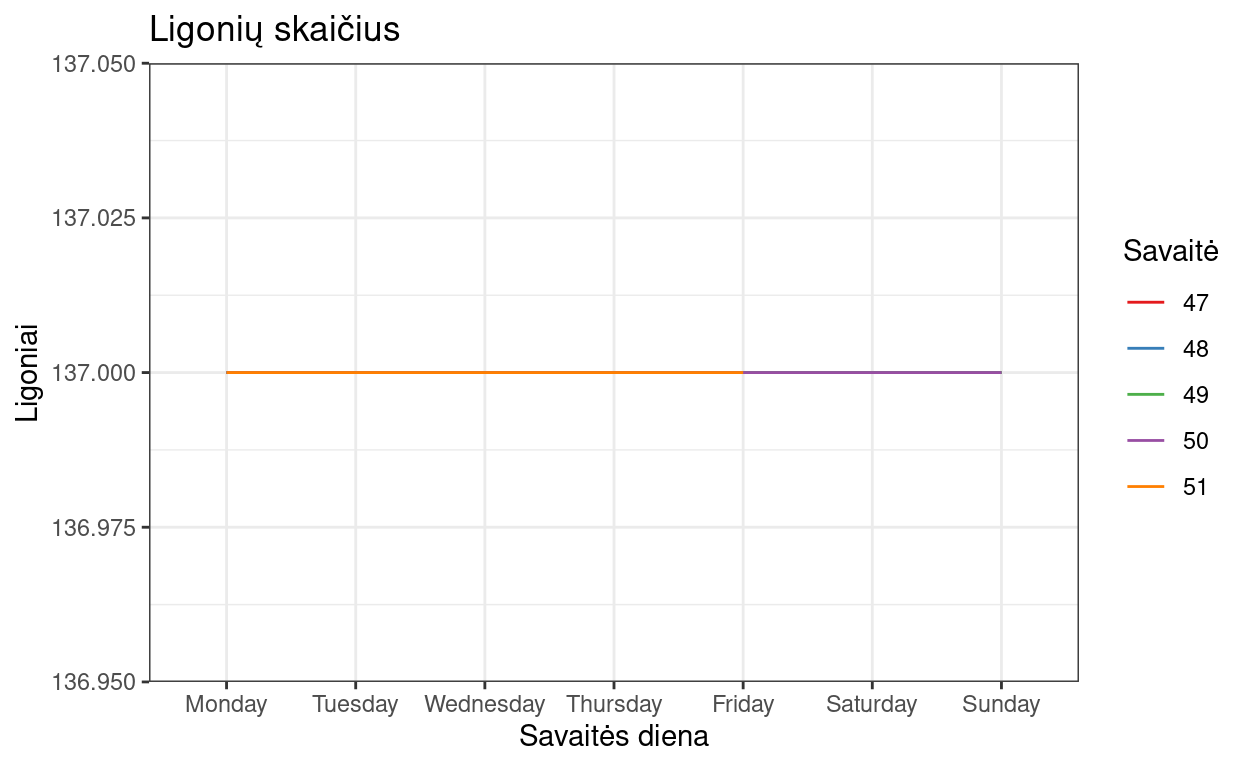 Ligonių skaičius
137.050
137.025
137.000
136.975
136.950
Ligoniai
Monday Tuesday Wednesday Thursday Friday Saturday Sunday
Savaitės diena
Savaitė
47
48
49
50
51